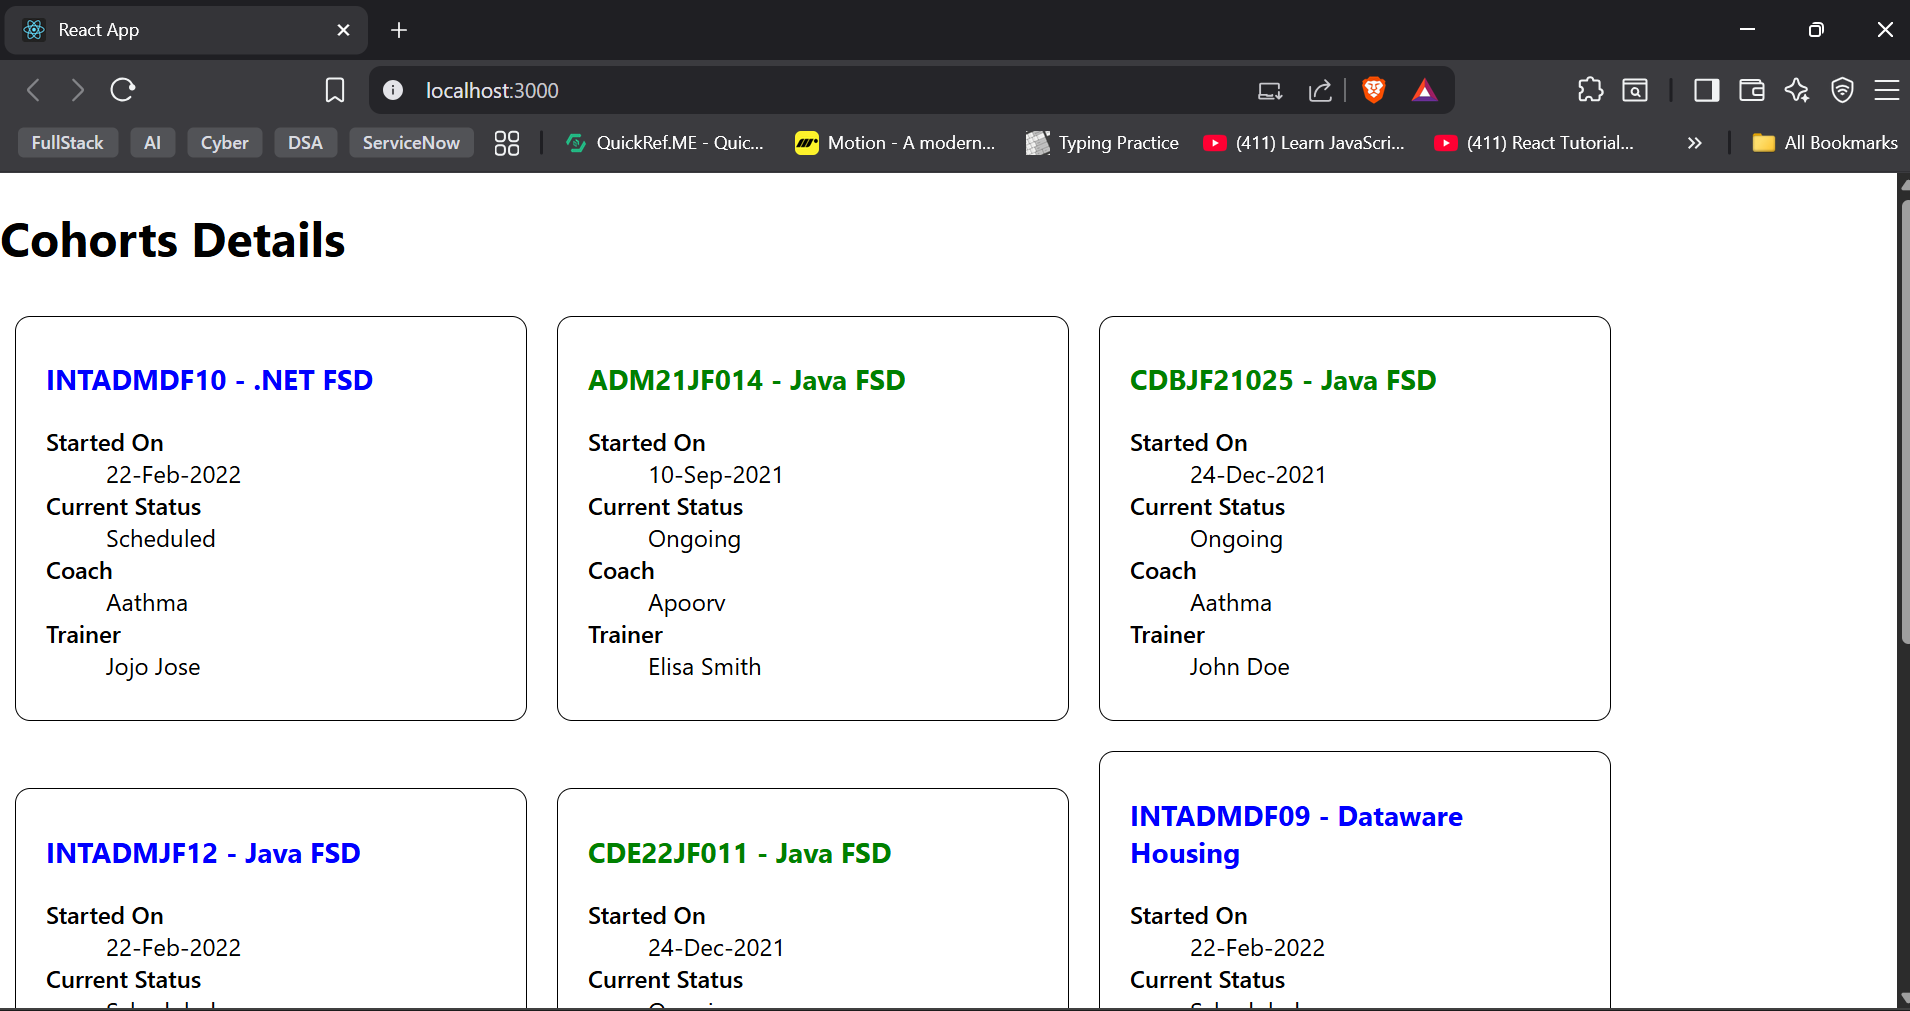 React App
localhost:3000
FullStack AI Cyber DSA ServiceNow QuickRef.ME - Quic... Motion - A modern... Typing Practice (411) Learn JavaScri... (411) React Tutorial... » All Bookmarks
Cohorts Details
INTADMDF10 - .NET FSD
Started On
22-Feb-2022
Current Status
Scheduled
Coach
Aathma
Trainer
Jojo Jose
ADM21JF014 - Java FSD
Started On
10-Sep-2021
Current Status
Ongoing
Coach
Apoorv
Trainer
Elisa Smith
CDBJF21025 - Java FSD
Started On
24-Dec-2021
Current Status
Ongoing
Coach
Aathma
Trainer
John Doe
INTADMJF12 - Java FSD
Started On
22-Feb-2022
Current Status
CDE22JF011 - Java FSD
Started On
24-Dec-2021
Current Status
INTADMDF09 - Dataware
Housing
Started On
22-Feb-2022
Current Status